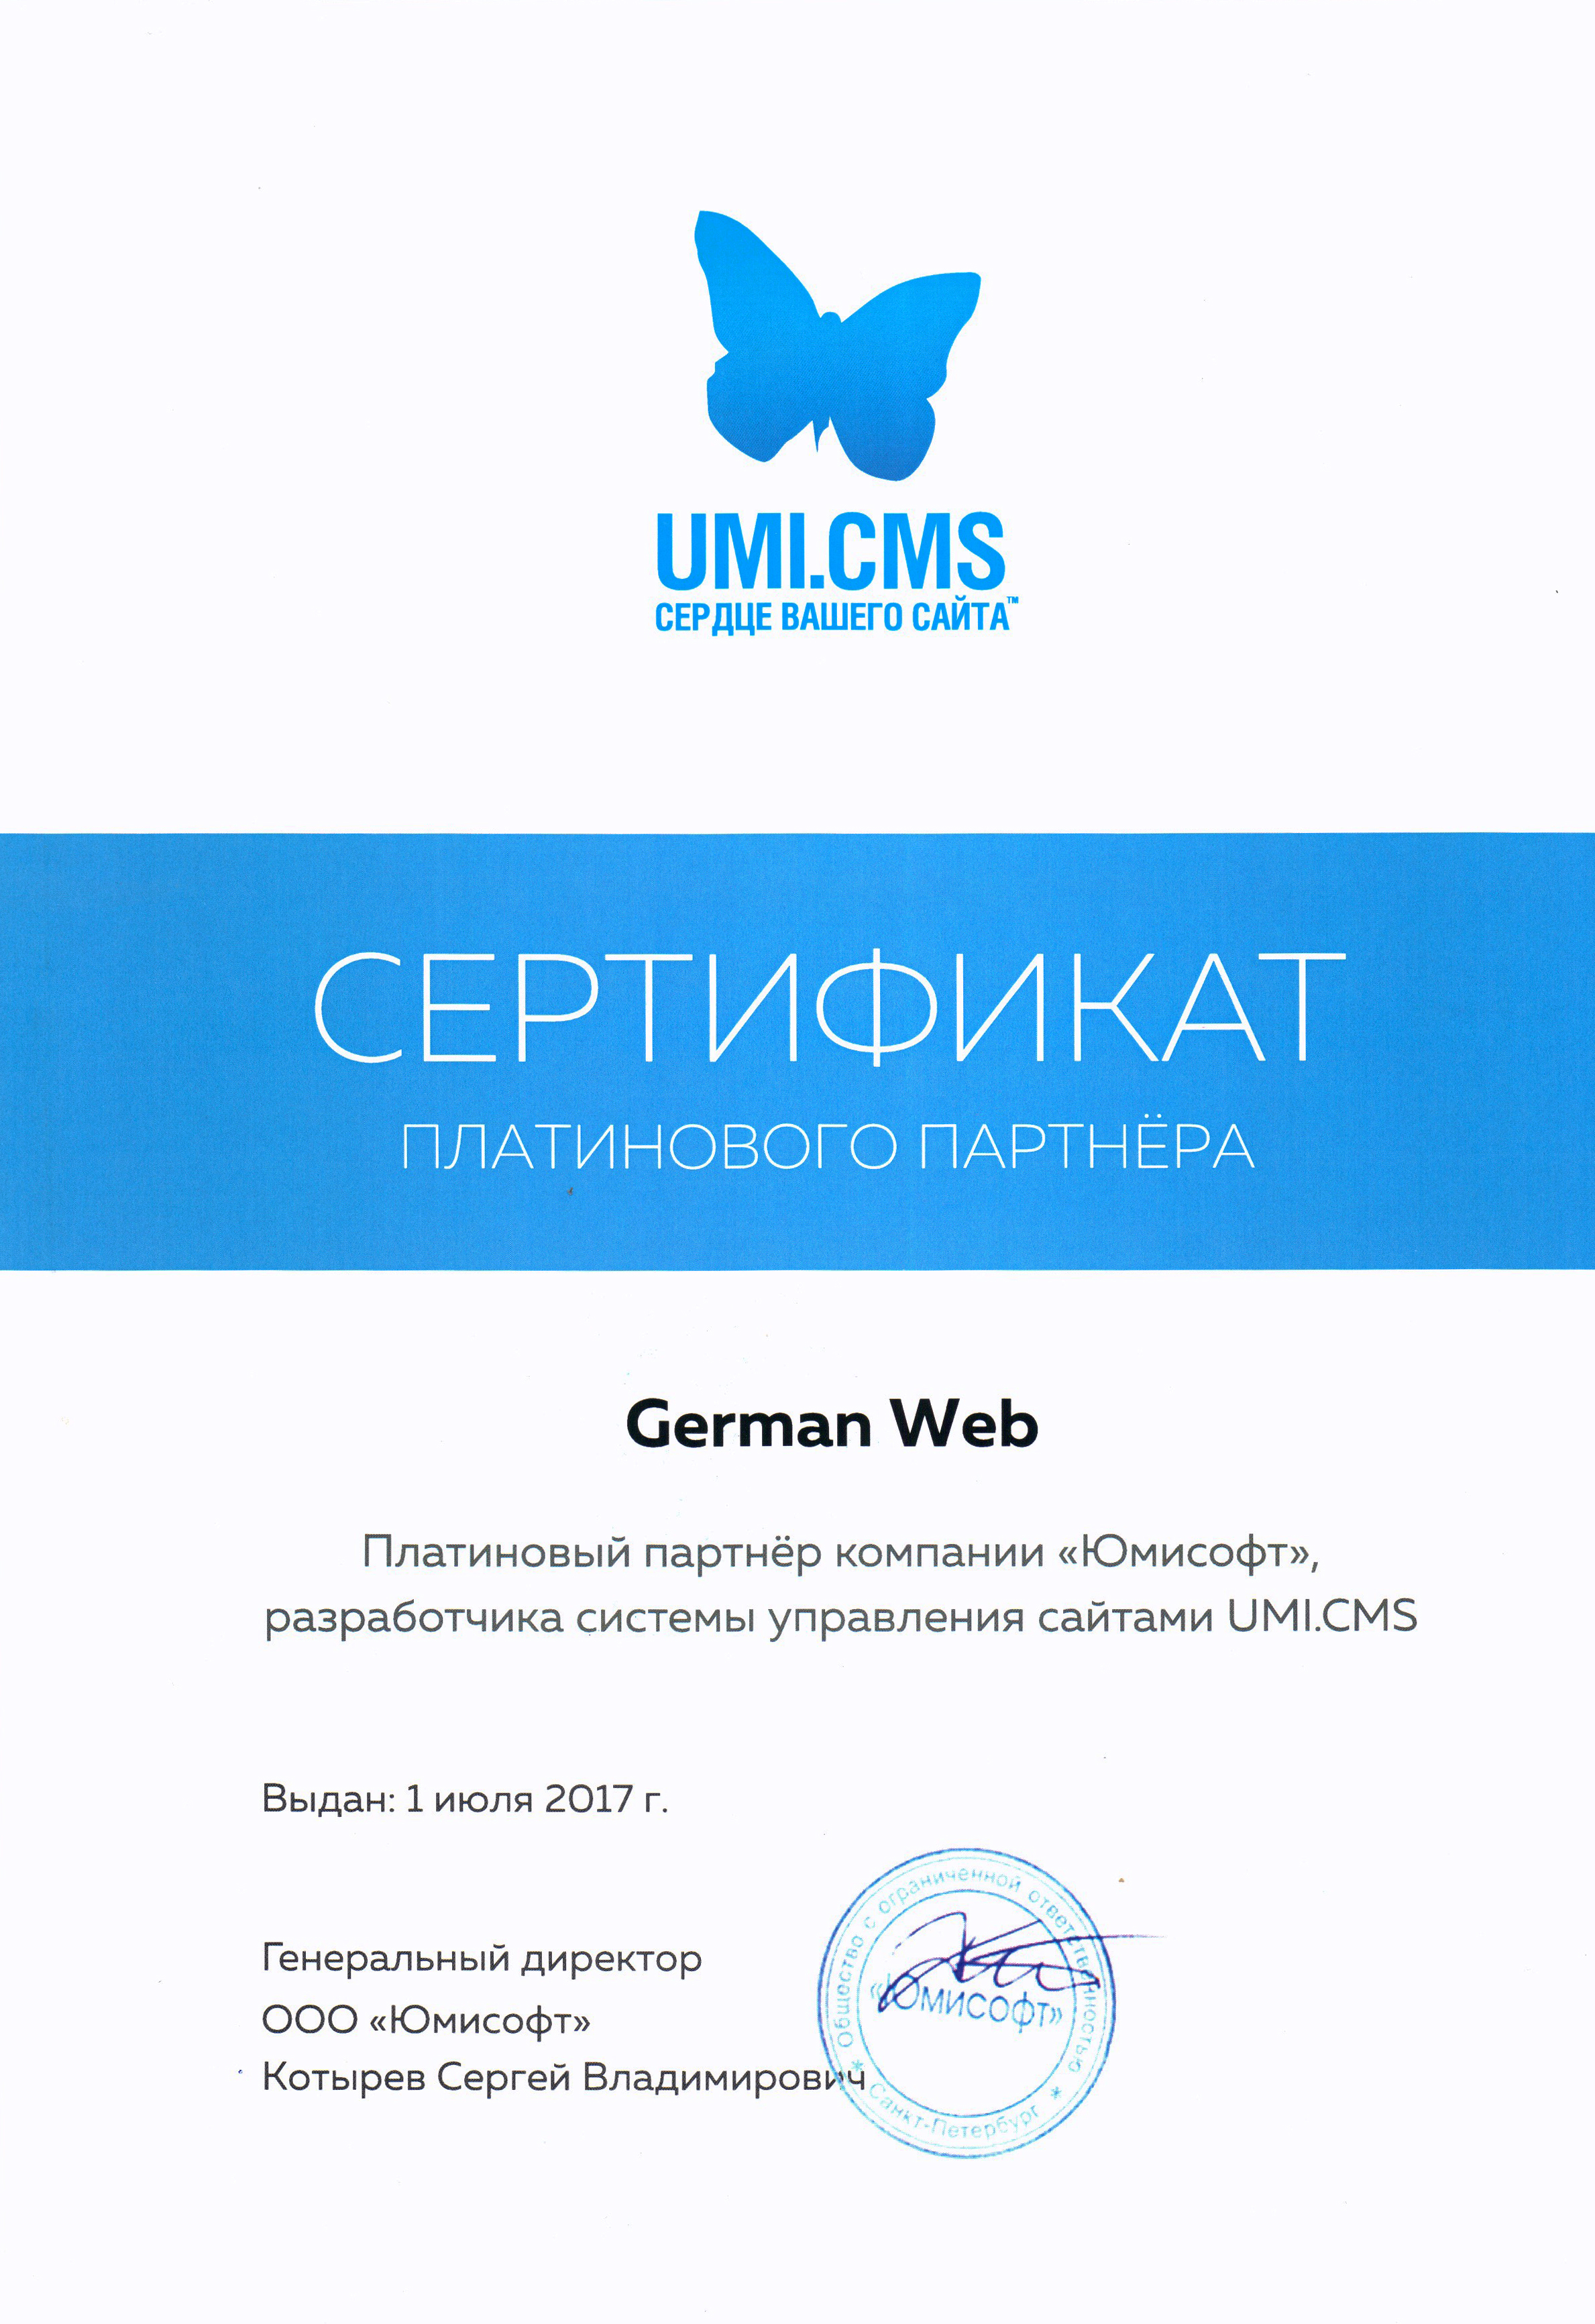 UMI.CMS
СЕРДЦЕ ВАШЕГО САЙТА™
СЕРТИФИКАТ
ПЛАТИНОВОГО ПАРТНЁРА
German Web
Платиновый партнёр компании «Юмисофт»,
разработчика системы управления сайтами UMI.CMS
Выдан: 1 июля 2017 г.
Генеральный директор
ООО «Юмисофт»
Котырев Сергей Владимирович
Общество с ограниченной ответственностью
«Юмисофт»
* Санкт-Петербург *